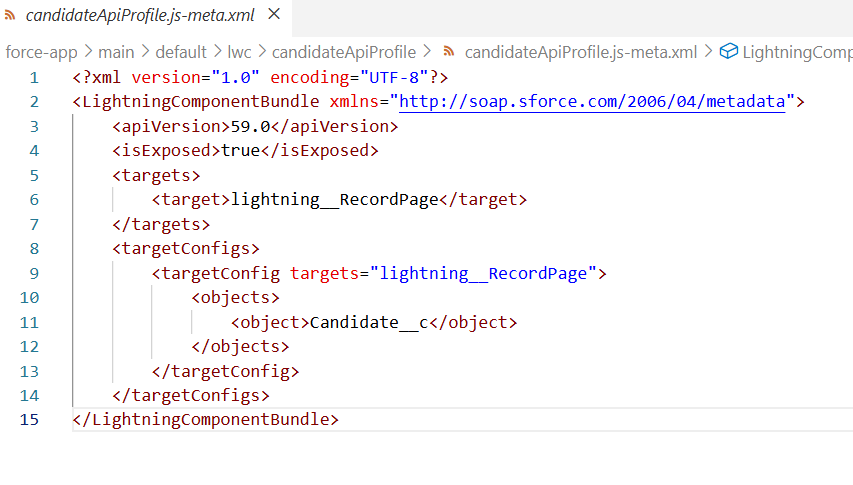 candidateApiProfile.js-meta.xml ×
force-app > main > default > lwc > candidateApiProfile > candidateApiProfile.js-meta.xml > LightningComp
1 <?xml version="1.0" encoding="UTF-8"?>
2 <LightningComponentBundle xmlns="http://soap.sforce.com/2006/04/metadata">
3     <apiVersion>59.0</apiVersion>
4     <isExposed>true</isExposed>
5     <targets>
6         <target>lightning__RecordPage</target>
7     </targets>
8     <targetConfigs>
9         <targetConfig targets="lightning__RecordPage">
10             <objects>
11                 <object>Candidate__c</object>
12             </objects>
13         </targetConfig>
14     </targetConfigs>
15 </LightningComponentBundle>